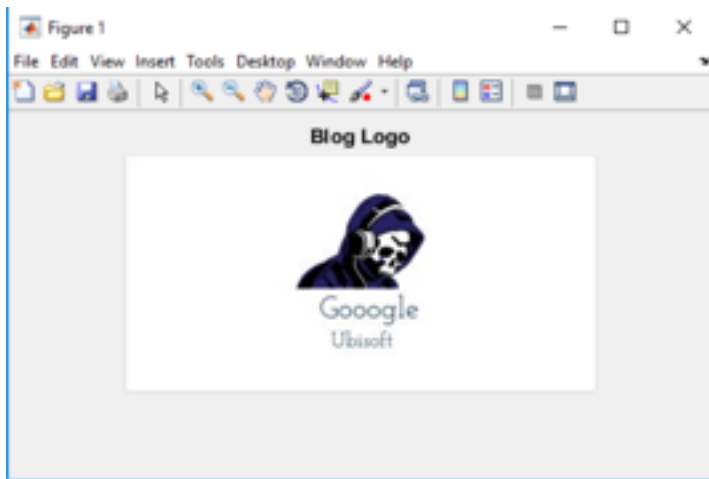 Figure 1
File Edit View Insert Tools Desktop Window Help
Blog Logo
Gooogle
Ubisoft